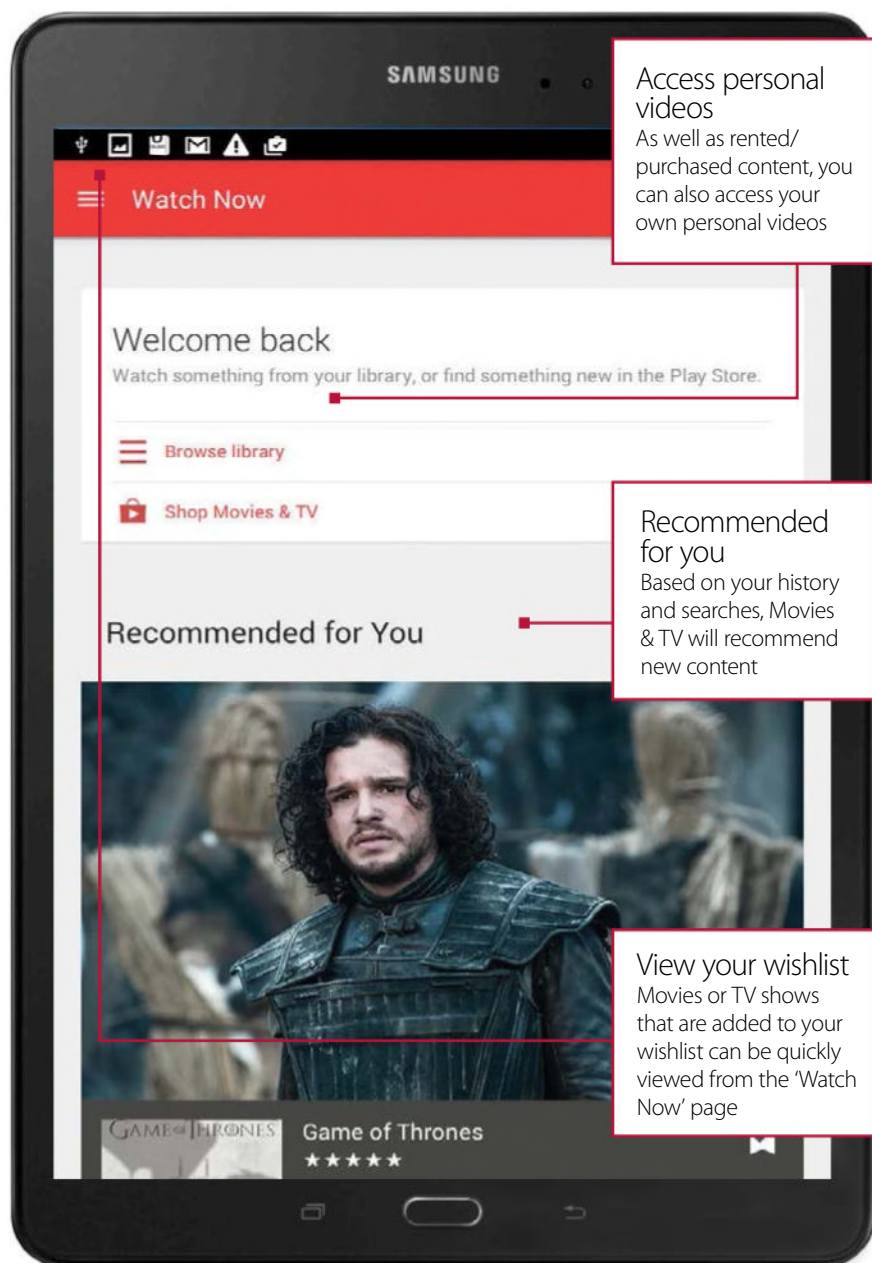 SAMSUNG
Access personal
videos
As well as rented/
purchased content, you
can also access your
own personal videos
Watch Now
Welcome back
Watch something from your library, or find something new in the Play Store.
Browse library
Shop Movies & TV
Recommended
for you
Based on your history
and searches, Movies
& TV will recommend
new content
Recommended for You
View your wishlist
Movies or TV shows
that are added to your
wishlist can be quickly
viewed from the ‘Watch
Now’ page
GAME OF THRONES
Game of Thrones